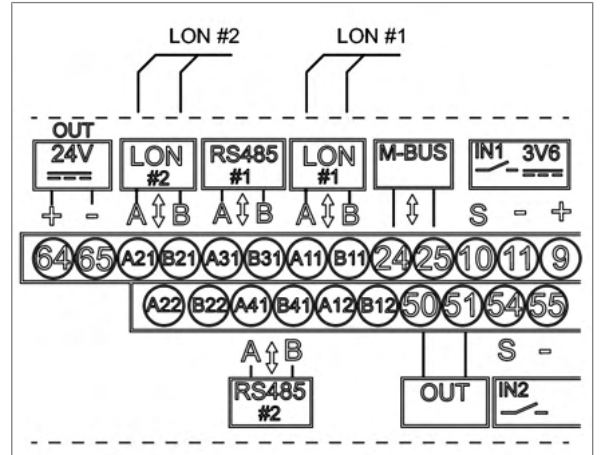 LON #2 LON #1
OUT
24V LON RS485 LON M-BUS IN1 3V6
#2 #1 #1
+ - A B A B A B S - +
64 65 A21 B21 A31 B31 A11 B11 24 25 10 11 9
A22 B22 A41 B41 A12 B12 50 51 54 55
A B S -
RS485 OUT IN2
#2